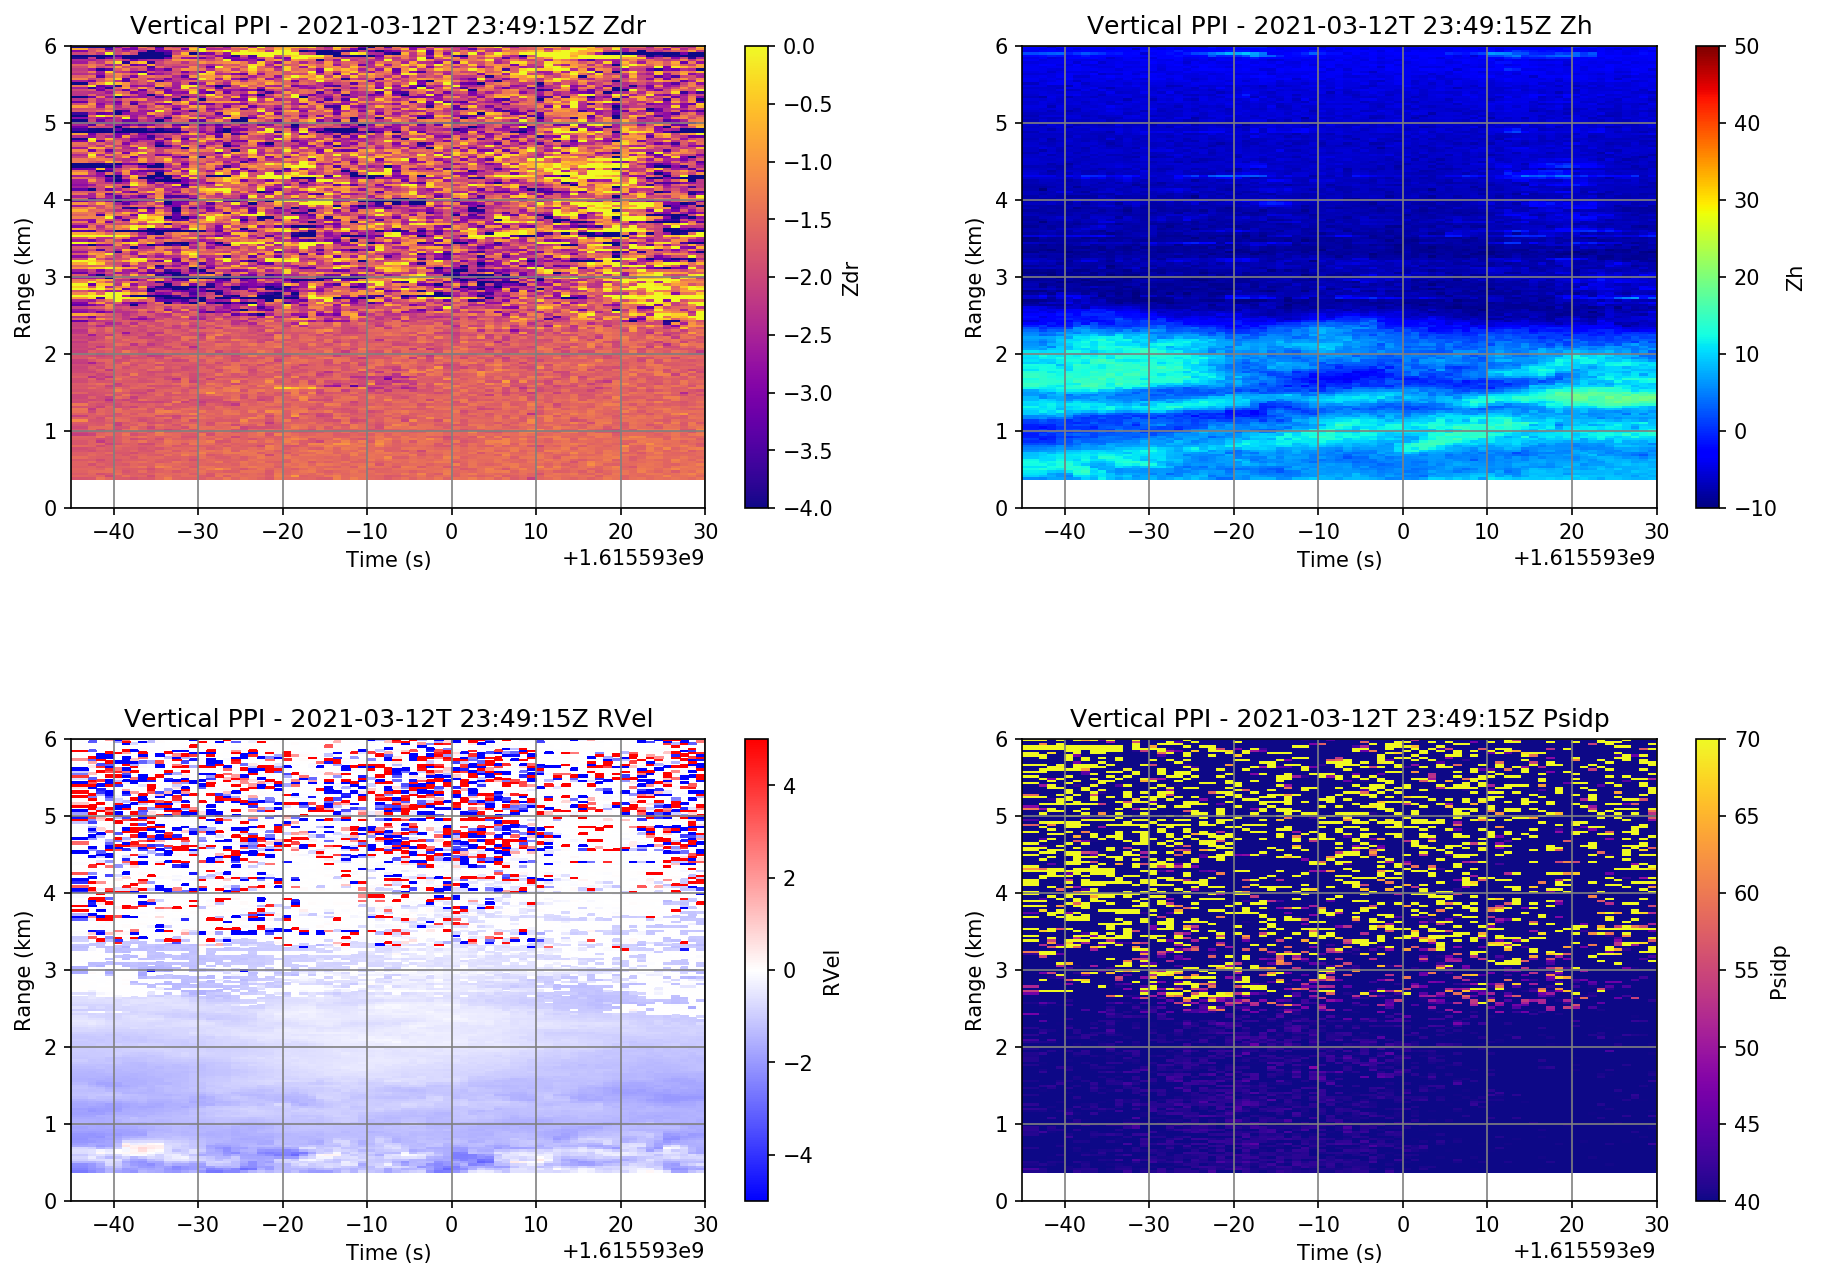 Vertical PPI - 2021-03-12T 23:49:15Z Zdr
6
5
4
3
2
1
0
Range (km)
−40 −30 −20 −10 0 10 20 30
Time (s)
+1.615593e9
0.0
−0.5
−1.0
−1.5
−2.0
−2.5
−3.0
−3.5
−4.0
Zdr
Vertical PPI - 2021-03-12T 23:49:15Z Zh
6
5
4
3
2
1
0
Range (km)
−40 −30 −20 −10 0 10 20 30
Time (s)
+1.615593e9
50
40
30
20
10
0
−10
Zh
Vertical PPI - 2021-03-12T 23:49:15Z RVel
6
5
4
3
2
1
0
Range (km)
−40 −30 −20 −10 0 10 20 30
Time (s)
+1.615593e9
4
2
0
−2
−4
RVel
Vertical PPI - 2021-03-12T 23:49:15Z Psidp
6
5
4
3
2
1
0
Range (km)
−40 −30 −20 −10 0 10 20 30
Time (s)
+1.615593e9
70
65
60
55
50
45
40
Psidp